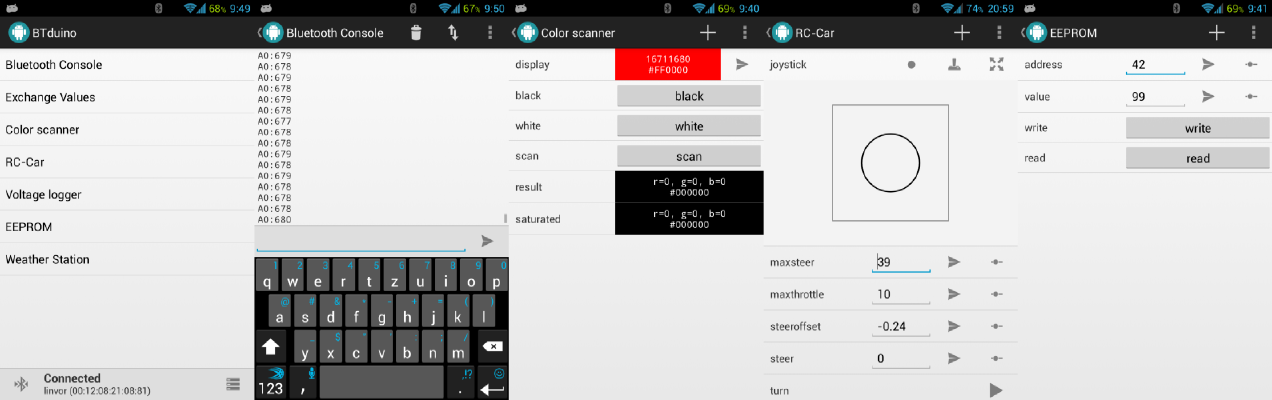 68% 9:49
BTduino
Bluetooth Console
Exchange Values
Color scanner
RC-Car
Voltage logger
EEPROM
Weather Station
Connected
linvor (00:12:08:21:08:81)
67% 9:50
Bluetooth Console
A0:679
A0:678
A0:679
A0:678
A0:679
A0:678
A0:677
A0:678
A0:678
A0:679
A0:678
A0:679
A0:678
A0:678
A0:678
A0:680
1 2 3 4 5 6 7 8 9 0
q w e r t z u i o p
@ # & * - + = ( )
a s d f g h j k l
y x c v b n m
123 , . !?
69% 9:40
Color scanner
display
16711680
#FF0000
black black
white white
scan scan
result
r=0, g=0, b=0
#000000
saturated
r=0, g=0, b=0
#000000
74% 20:59
RC-Car
joystick
maxsteer 39
maxthrottle 10
steeroffset -0.24
steer 0
turn
69% 9:41
EEPROM
address 42
value 99
write write
read read